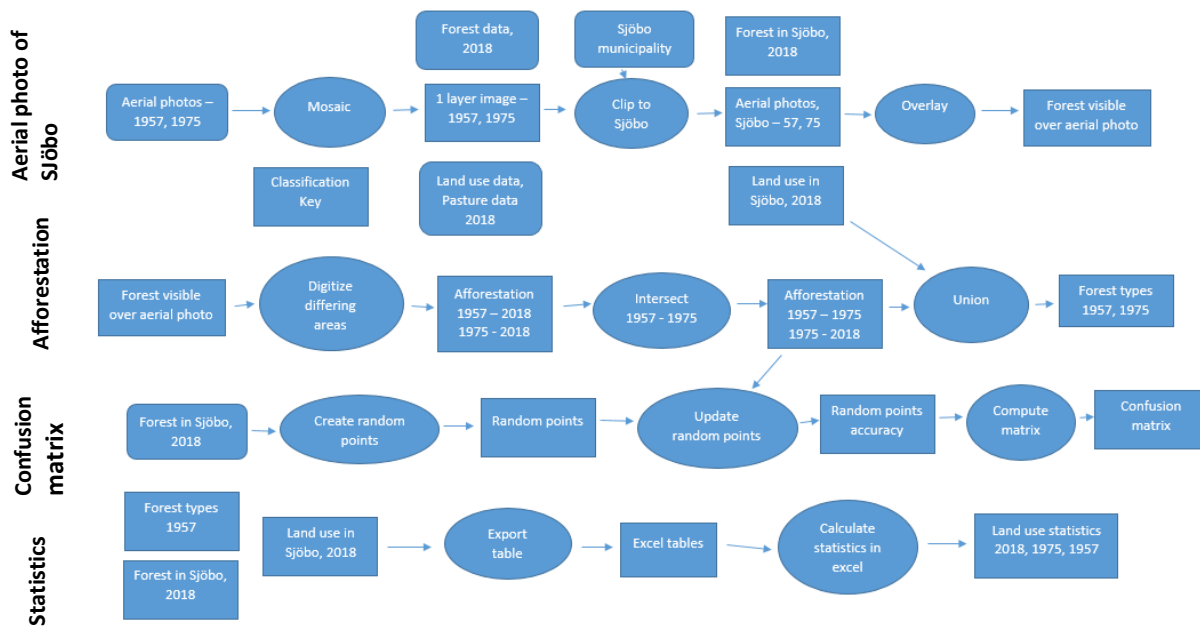 Aerial photo of
SJöbo
Forest data,
2018
Sjöbo
municipality
Forest in Sjöbo,
2018
Aerial photos –
1957, 1975
Mosaic
1 layer image –
1957, 1975
Clip to
Sjöbo
Aerial photos,
Sjöbo – 57, 75
Overlay
Forest visible
over aerial photo
Classification
Key
Land use data,
Pasture data
2018
Land use in
Sjöbo, 2018
Afforestation
Forest visible
over aerial photo
Digitize
differing
areas
Afforestation
1957 – 2018
1975 - 2018
Intersect
1957 - 1975
Afforestation
1957 – 1975
1975 - 2018
Union
Forest types
1957, 1975
Confusion
matrix
Forest in Sjöbo,
2018
Create random
points
Random points
Update
random points
Random points
accuracy
Compute
matrix
Confusion
matrix
Statistics
Forest types
1957
Forest in Sjöbo,
2018
Land use in
Sjöbo, 2018
Export
table
Excel tables
Calculate
statistics in
excel
Land use statistics
2018, 1975, 1957